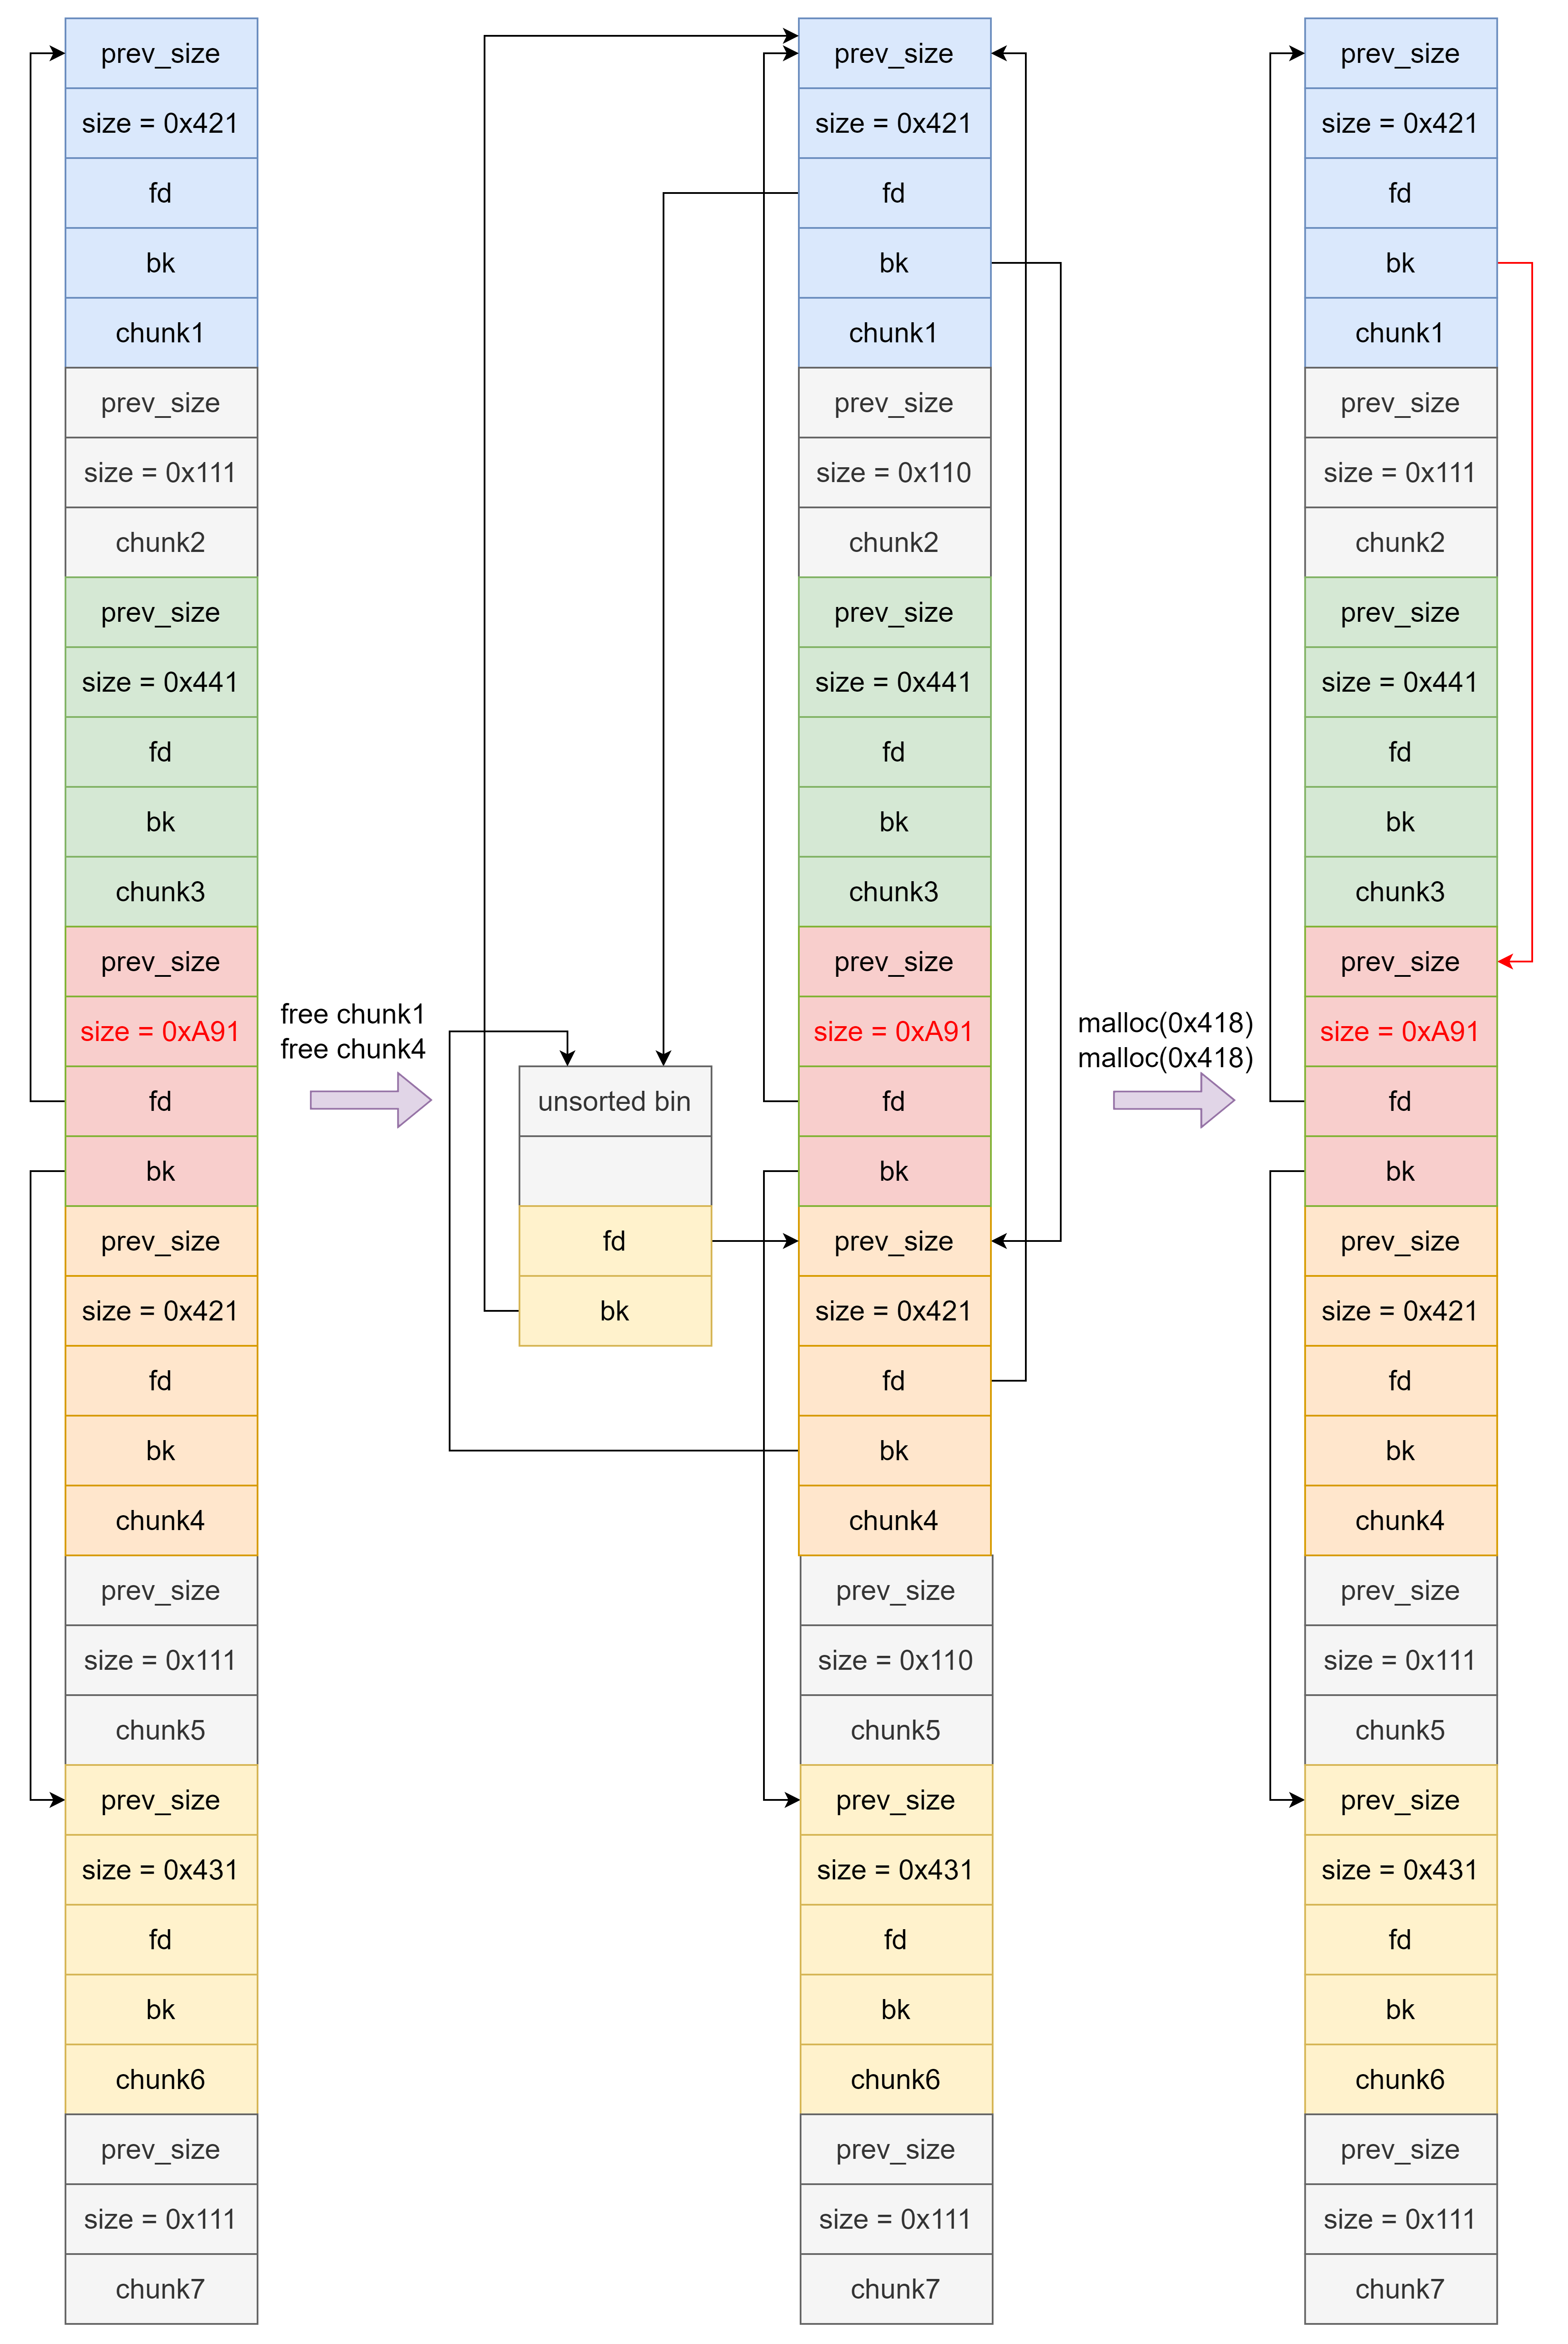 prev_size
size = 0x421
fd
bk
chunk1
prev_size
size = 0x111
chunk2
prev_size
size = 0x441
fd
bk
chunk3
prev_size
size = 0xA91
fd
bk
prev_size
size = 0x421
fd
bk
chunk4
prev_size
size = 0x111
chunk5
prev_size
size = 0x431
fd
bk
chunk6
prev_size
size = 0x111
chunk7
free chunk1
free chunk4
unsorted bin
fd
bk
prev_size
size = 0x421
fd
bk
chunk1
prev_size
size = 0x110
chunk2
prev_size
size = 0x441
fd
bk
chunk3
prev_size
size = 0xA91
fd
bk
prev_size
size = 0x421
fd
bk
chunk4
prev_size
size = 0x110
chunk5
prev_size
size = 0x431
fd
bk
chunk6
prev_size
size = 0x111
chunk7
malloc(0x418)
malloc(0x418)
prev_size
size = 0x421
fd
bk
chunk1
prev_size
size = 0x111
chunk2
prev_size
size = 0x441
fd
bk
chunk3
prev_size
size = 0xA91
fd
bk
prev_size
size = 0x421
fd
bk
chunk4
prev_size
size = 0x111
chunk5
prev_size
size = 0x431
fd
bk
chunk6
prev_size
size = 0x111
chunk7